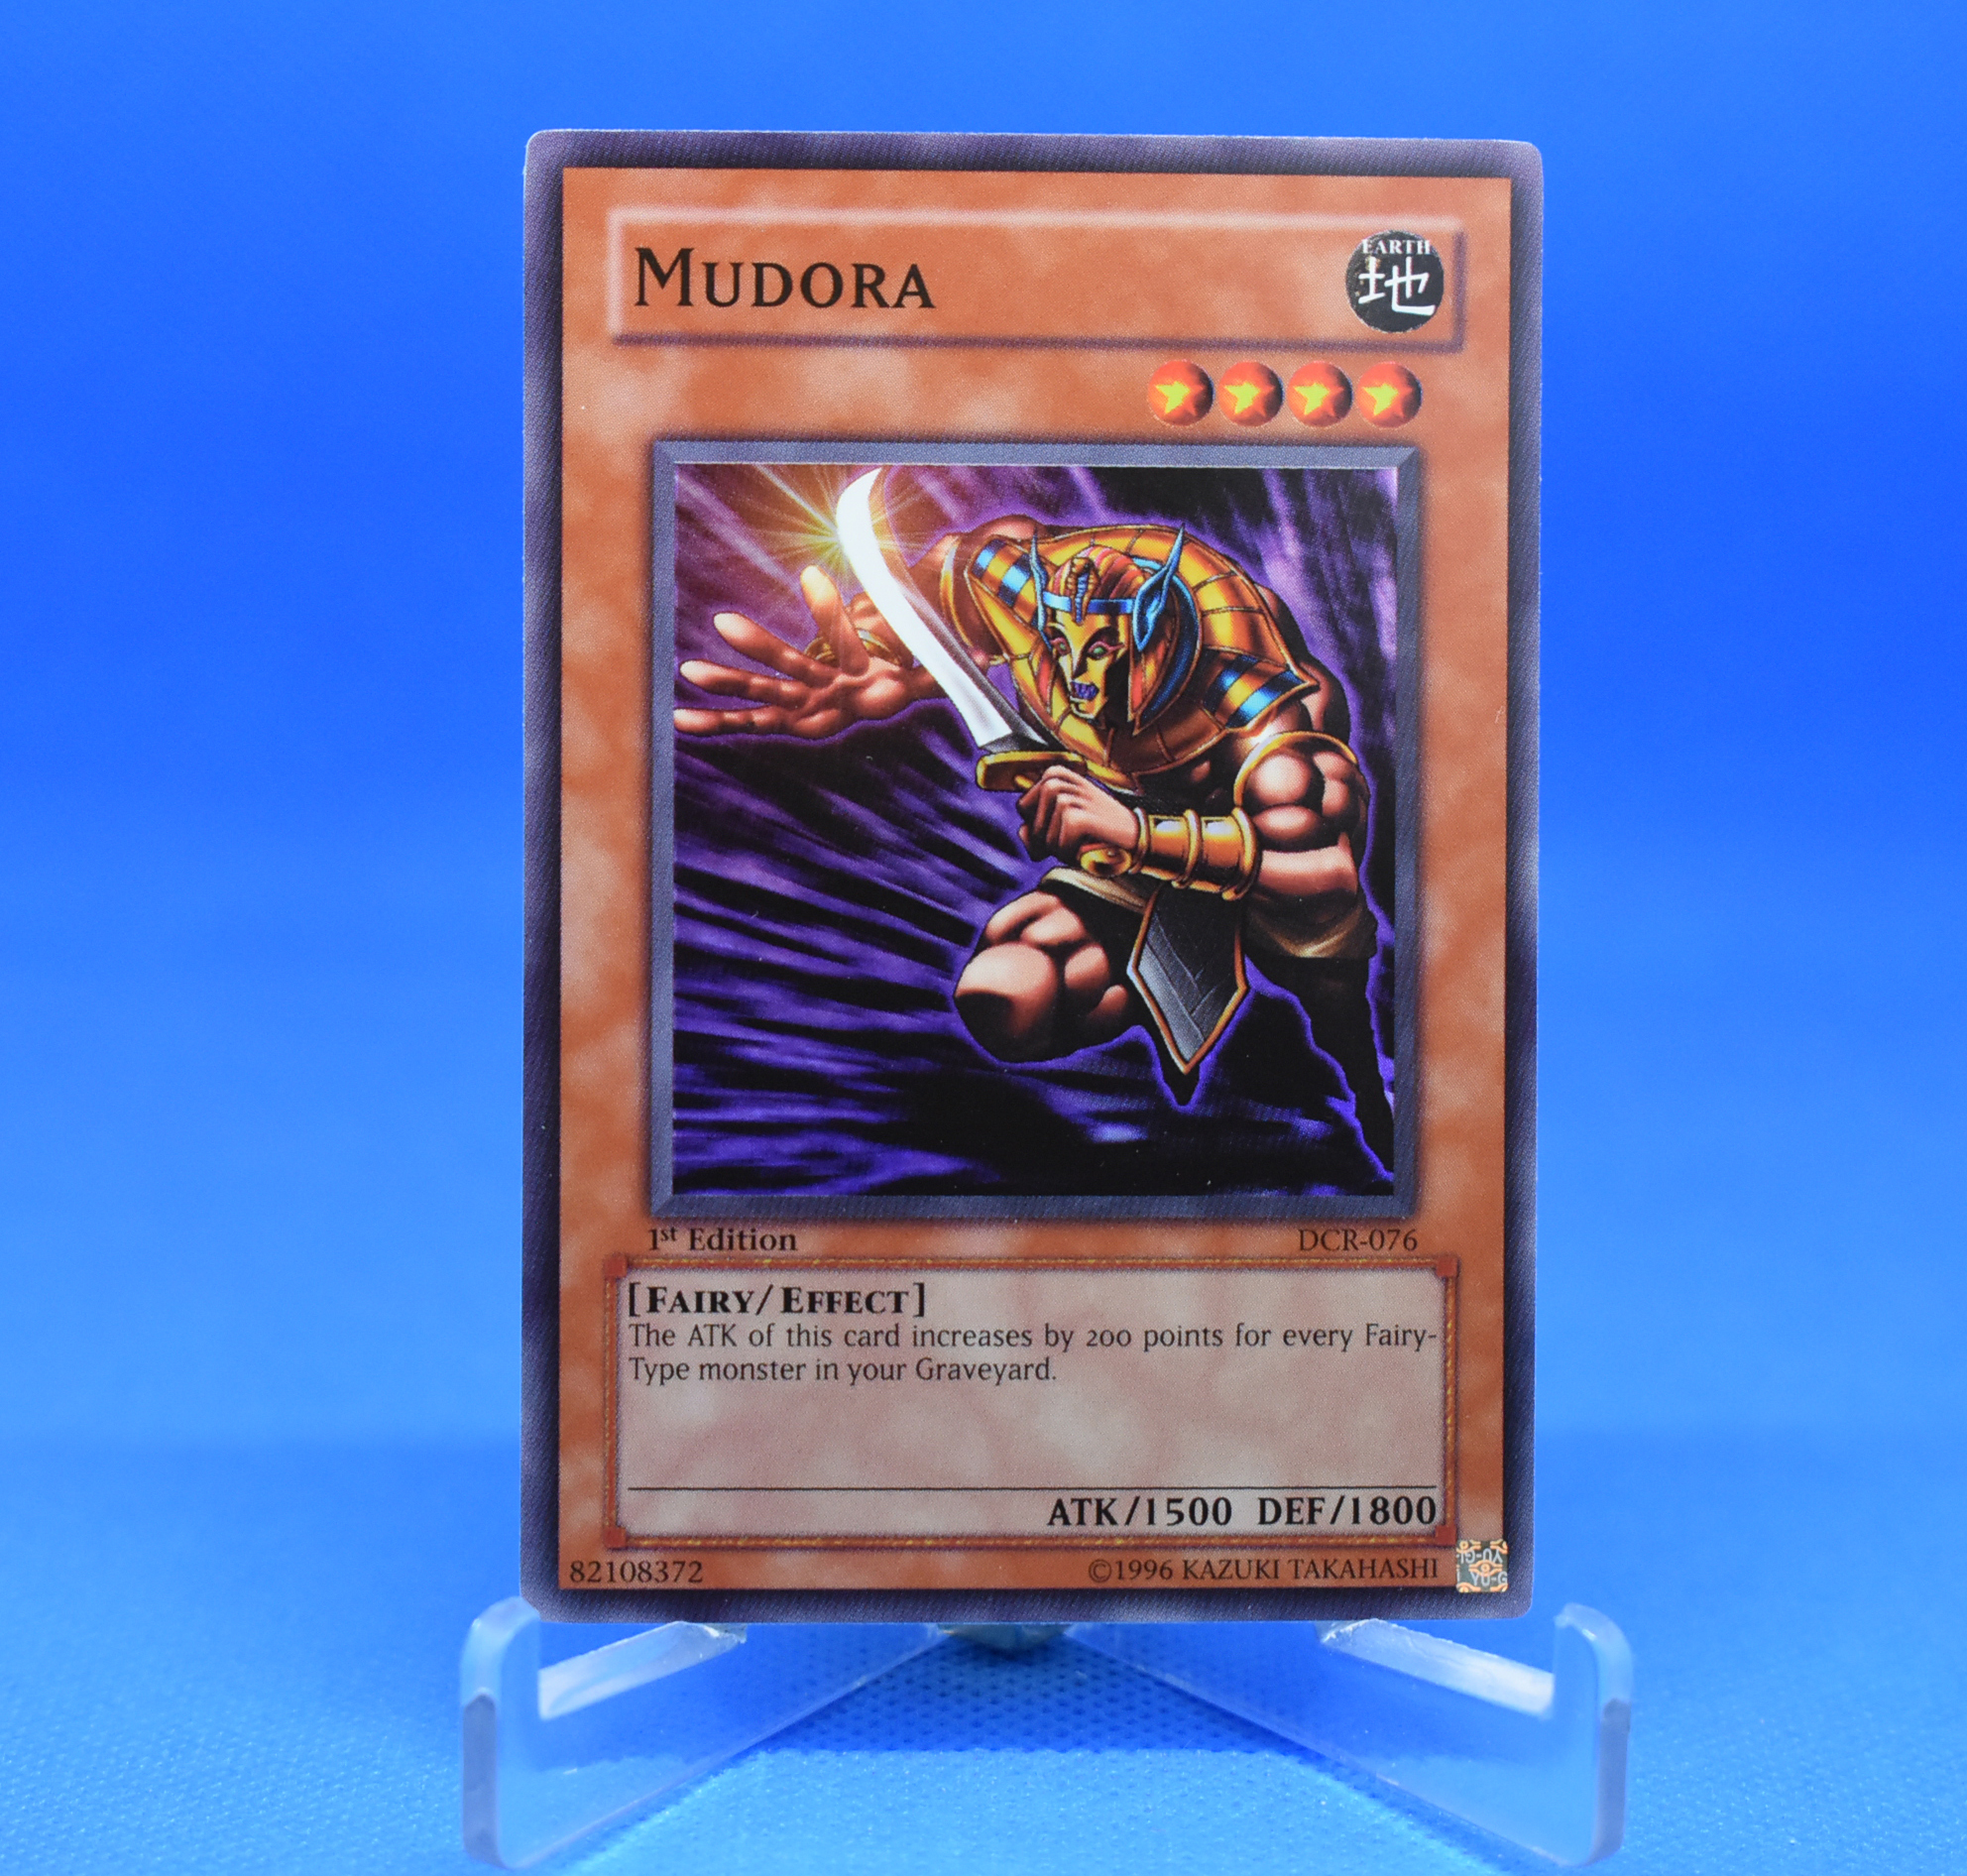 MUDORA
EARTH
地
1st Edition
DCR-076
[FAIRY/EFFECT]
The ATK of this card increases by 200 points for every Fairy-
Type monster in your Graveyard.
ATK/1500 DEF/1800
82108372
©1996 KAZUKI TAKAHASHI